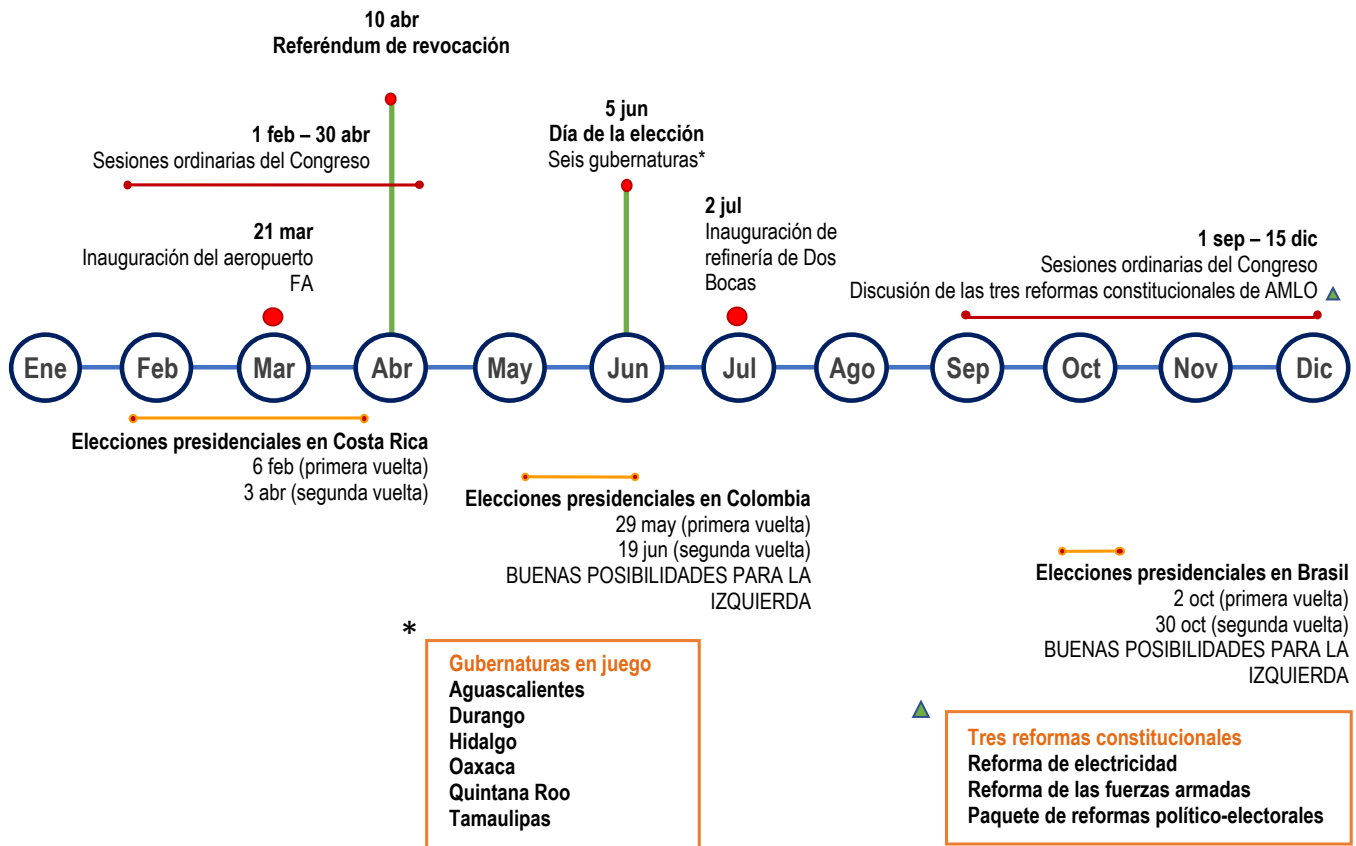 10 abr
Referéndum de revocación
1 feb – 30 abr
Sesiones ordinarias del Congreso
5 jun
Día de la elección
Seis gubernaturas*
21 mar
Inauguración del aeropuerto
FA
2 jul
Inauguración de
refinería de Dos
Bocas
1 sep – 15 dic
Sesiones ordinarias del Congreso
Discusión de las tres reformas constitucionales de AMLO
Ene Feb Mar Abr May Jun Jul Ago Sep Oct Nov Dic
Elecciones presidenciales en Costa Rica
6 feb (primera vuelta)
3 abr (segunda vuelta)
Elecciones presidenciales en Colombia
29 may (primera vuelta)
19 jun (segunda vuelta)
BUENAS POSIBILIDADES PARA LA
IZQUIERDA
Elecciones presidenciales en Brasil
2 oct (primera vuelta)
30 oct (segunda vuelta)
BUENAS POSIBILIDADES PARA LA
IZQUIERDA
*
Gubernaturas en juego
Aguascalientes
Durango
Hidalgo
Oaxaca
Quintana Roo
Tamaulipas
Tres reformas constitucionales
Reforma de electricidad
Reforma de las fuerzas armadas
Paquete de reformas político-electorales